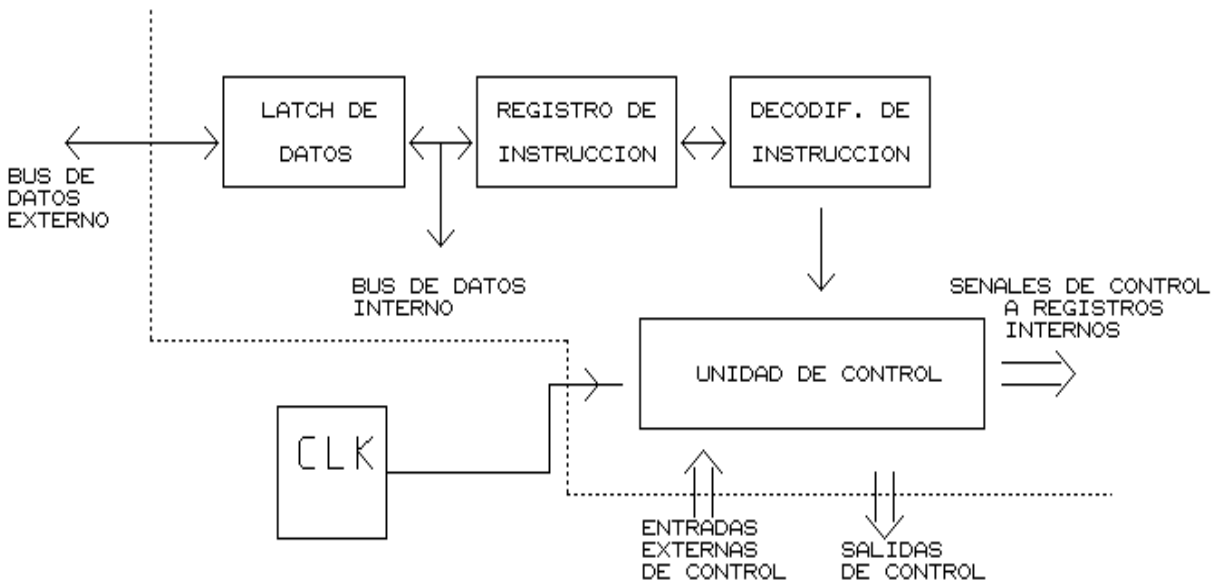 LATCH DE
DATOS
REGISTRO DE
INSTRUCCION
DECODIF. DE
INSTRUCCION
BUS DE
DATOS
EXTERNO
BUS DE DATOS
INTERNO
SENALES DE CONTROL
A REGISTROS
INTERNOS
UNIDAD DE CONTROL
CLK
ENTRADAS
EXTERNAS
DE CONTROL
SALIDAS
DE CONTROL